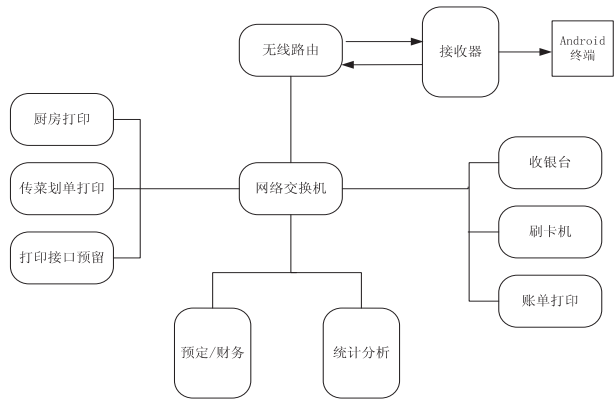 无线路由
接收器
Android
终端
厨房打印
传菜划单打印
打印接口预留
网络交换机
收银台
刷卡机
账单打印
预定/财务
统计分析